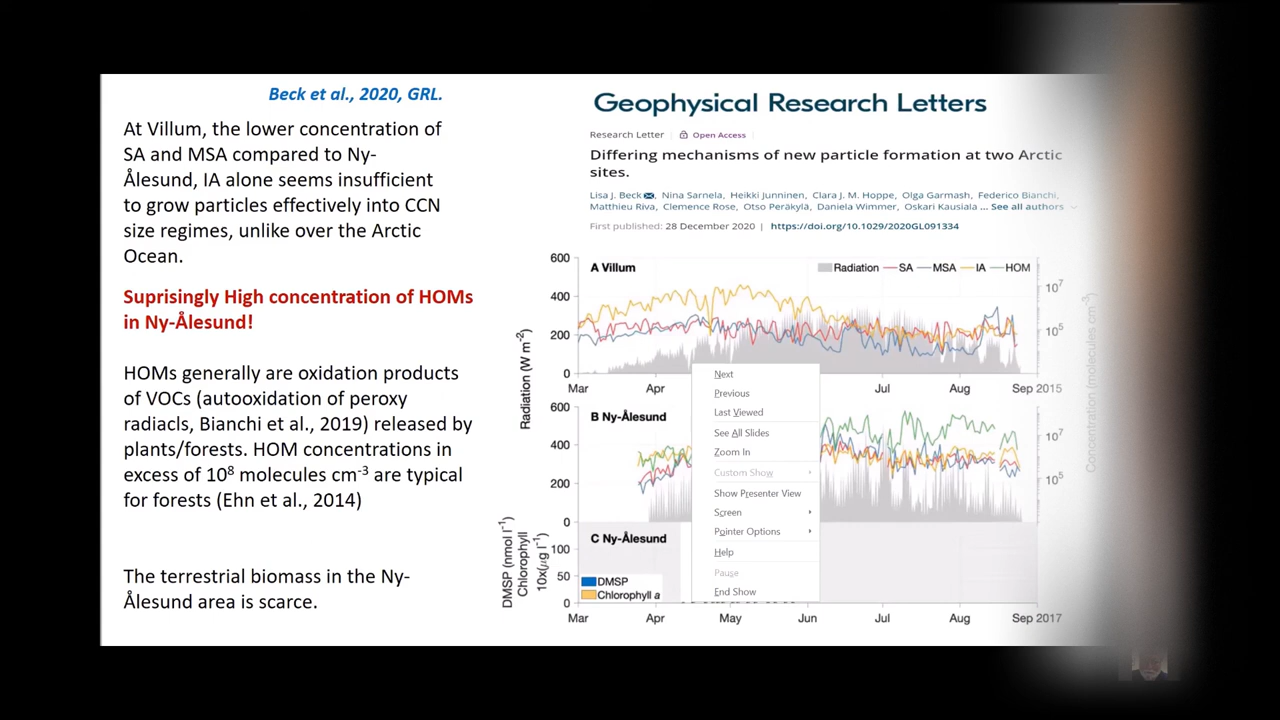 Beck et al., 2020, GRL.
At Villum, the lower concentration of
SA and MSA compared to Ny-
Ålesund, IA alone seems insufficient
to grow particles effectively into CCN
size regimes, unlike over the Arctic
Ocean.
Suprisingly High concentration of HOMs
in Ny-Ålesund!
HOMs generally are oxidation products
of VOCs (autooxidation of peroxy
radiacls, Bianchi et al., 2019) released by
plants/forests. HOM concentrations in
excess of 10⁸ molecules cm⁻³ are typical
for forests (Ehn et al., 2014)
The terrestrial biomass in the Ny-
Ålesund area is scarce.
Geophysical Research Letters
Research Letter | Open Access
Differing mechanisms of new particle formation at two Arctic
sites.
Lisa J. Beck, Nina Sarnela, Heikki Junninen, Clara J. M. Hoppe, Olga Garmash, Federico Bianchi,
Matthieu Riva, Clemence Rose, Otso Peräkylä, Daniela Wimmer, Oskari Kausiala ... See all authors
First published: 28 December 2020 | https://doi.org/10.1029/2020GL091334
A Villum
Radiation SA MSA IA HOM
600
400
200
0
10⁷
10⁵
Mar Apr Jul Aug Sep 2015
Radiation (W m⁻²)
Concentration (molecules cm⁻³)
B Ny-Ålesund
600
400
200
0
10⁷
10⁵
C Ny-Ålesund
100
50
0
DMSP (nmol l⁻¹)
Chlorophyll
10x(µg l⁻¹)
DMSP
Chlorophyll a
Mar Apr May Jun Jul Aug Sep 2017
Next
Previous
Last Viewed
See All Slides
Zoom In
Custom Show
Show Presenter View
Screen
Pointer Options
Help
Pause
End Show